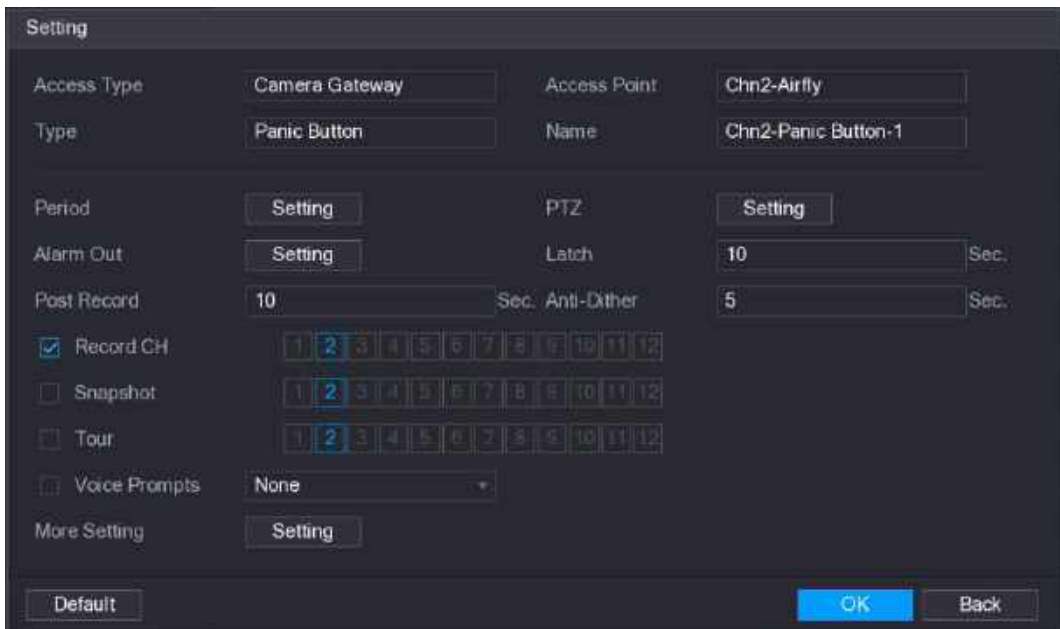 Setting
Access Type Camera Gateway Access Point Chn2-Airfly
Type Panic Button Name Chn2-Panic Button-1
Period Setting PTZ Setting
Alarm Out Setting Latch 10 Sec.
Post Record 10 Sec. Anti-Dither 5 Sec.
Record CH 1 2 3 4 5 6 7 8 9 10 11 12
Snapshot 1 2 3 4 5 6 7 8 9 10 11 12
Tour 1 2 3 4 5 6 7 8 9 10 11 12
Voice Prompts None
More Setting Setting
Default OK Back